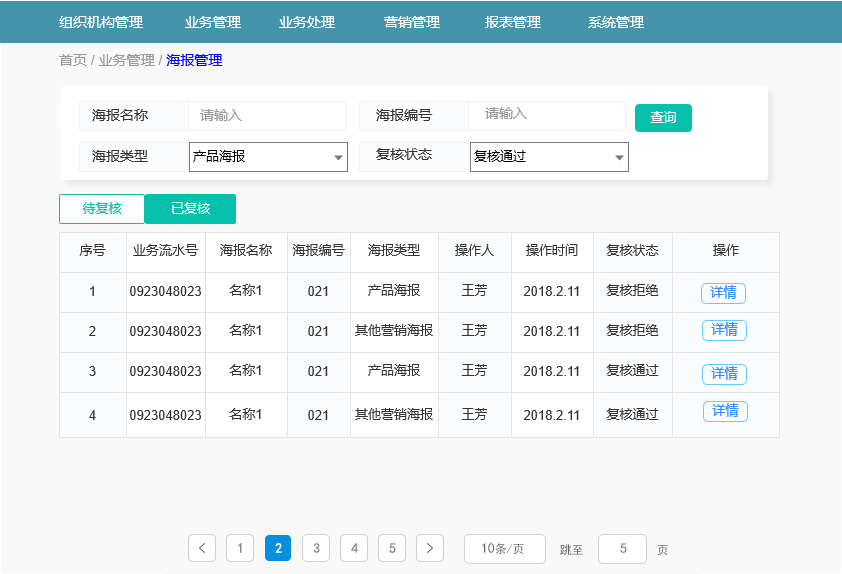 组织机构管理 业务管理 业务处理 营销管理 报表管理 系统管理
首页 / 业务管理 / 海报管理
海报名称 请输入 海报编号 请输入 查询
海报类型 产品海报 复核状态 复核通过
待复核 已复核
序号 业务流水号 海报名称 海报编号 海报类型 操作人 操作时间 复核状态 操作
1 0923048023 名称1 021 产品海报 王芳 2018.2.11 复核拒绝 详情
2 0923048023 名称1 021 其他营销海报 王芳 2018.2.11 复核拒绝 详情
3 0923048023 名称1 021 产品海报 王芳 2018.2.11 复核通过 详情
4 0923048023 名称1 021 其他营销海报 王芳 2018.2.11 复核通过 详情
< 1 2 3 4 5 > 10条/页 跳至 5 页